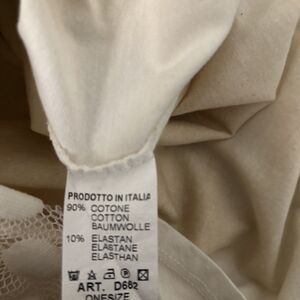 PRODOTTO IN ITALIA
90% COTONE
COTTON
BAUMWOLLE
10% ELASTAN
ELASTANE
ELASTHAN
ART. D682
ONESIZE